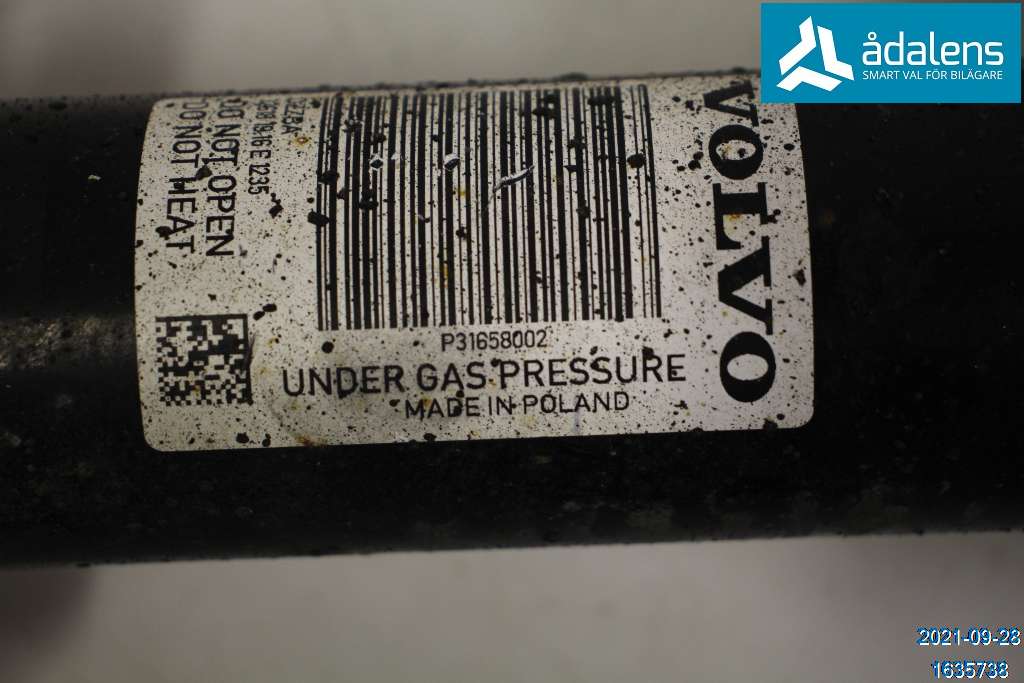 ådalens
SMART VAL FÖR BILÄGARE
VOLVO
DO NOT OPEN
DO NOT HEAT
P31658002
UNDER GAS PRESSURE
MADE IN POLAND
2021-09-28
1635738